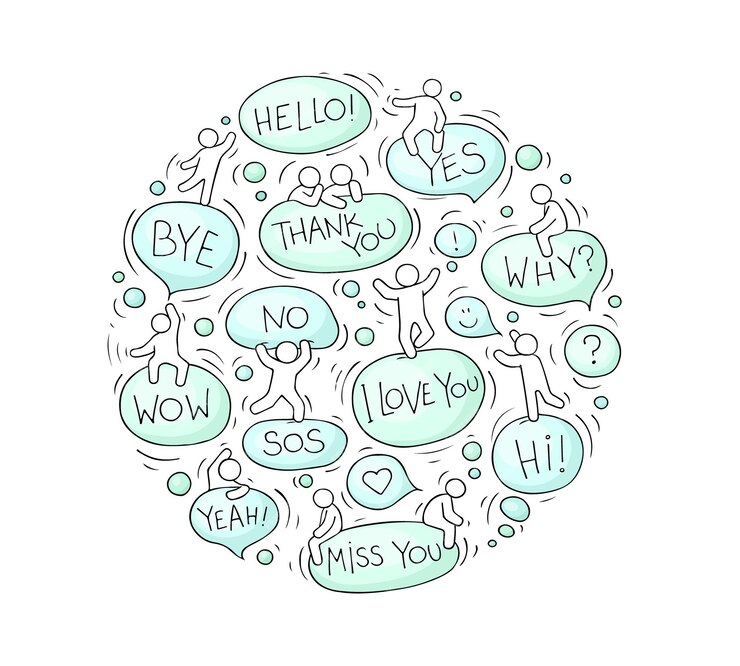 HELLO!
YES
THANK
YOU
BYE
!
WHY?
NO
?
I LOVE YOU
WOW
SOS
Hi!
YEAH!
MiSS YOU